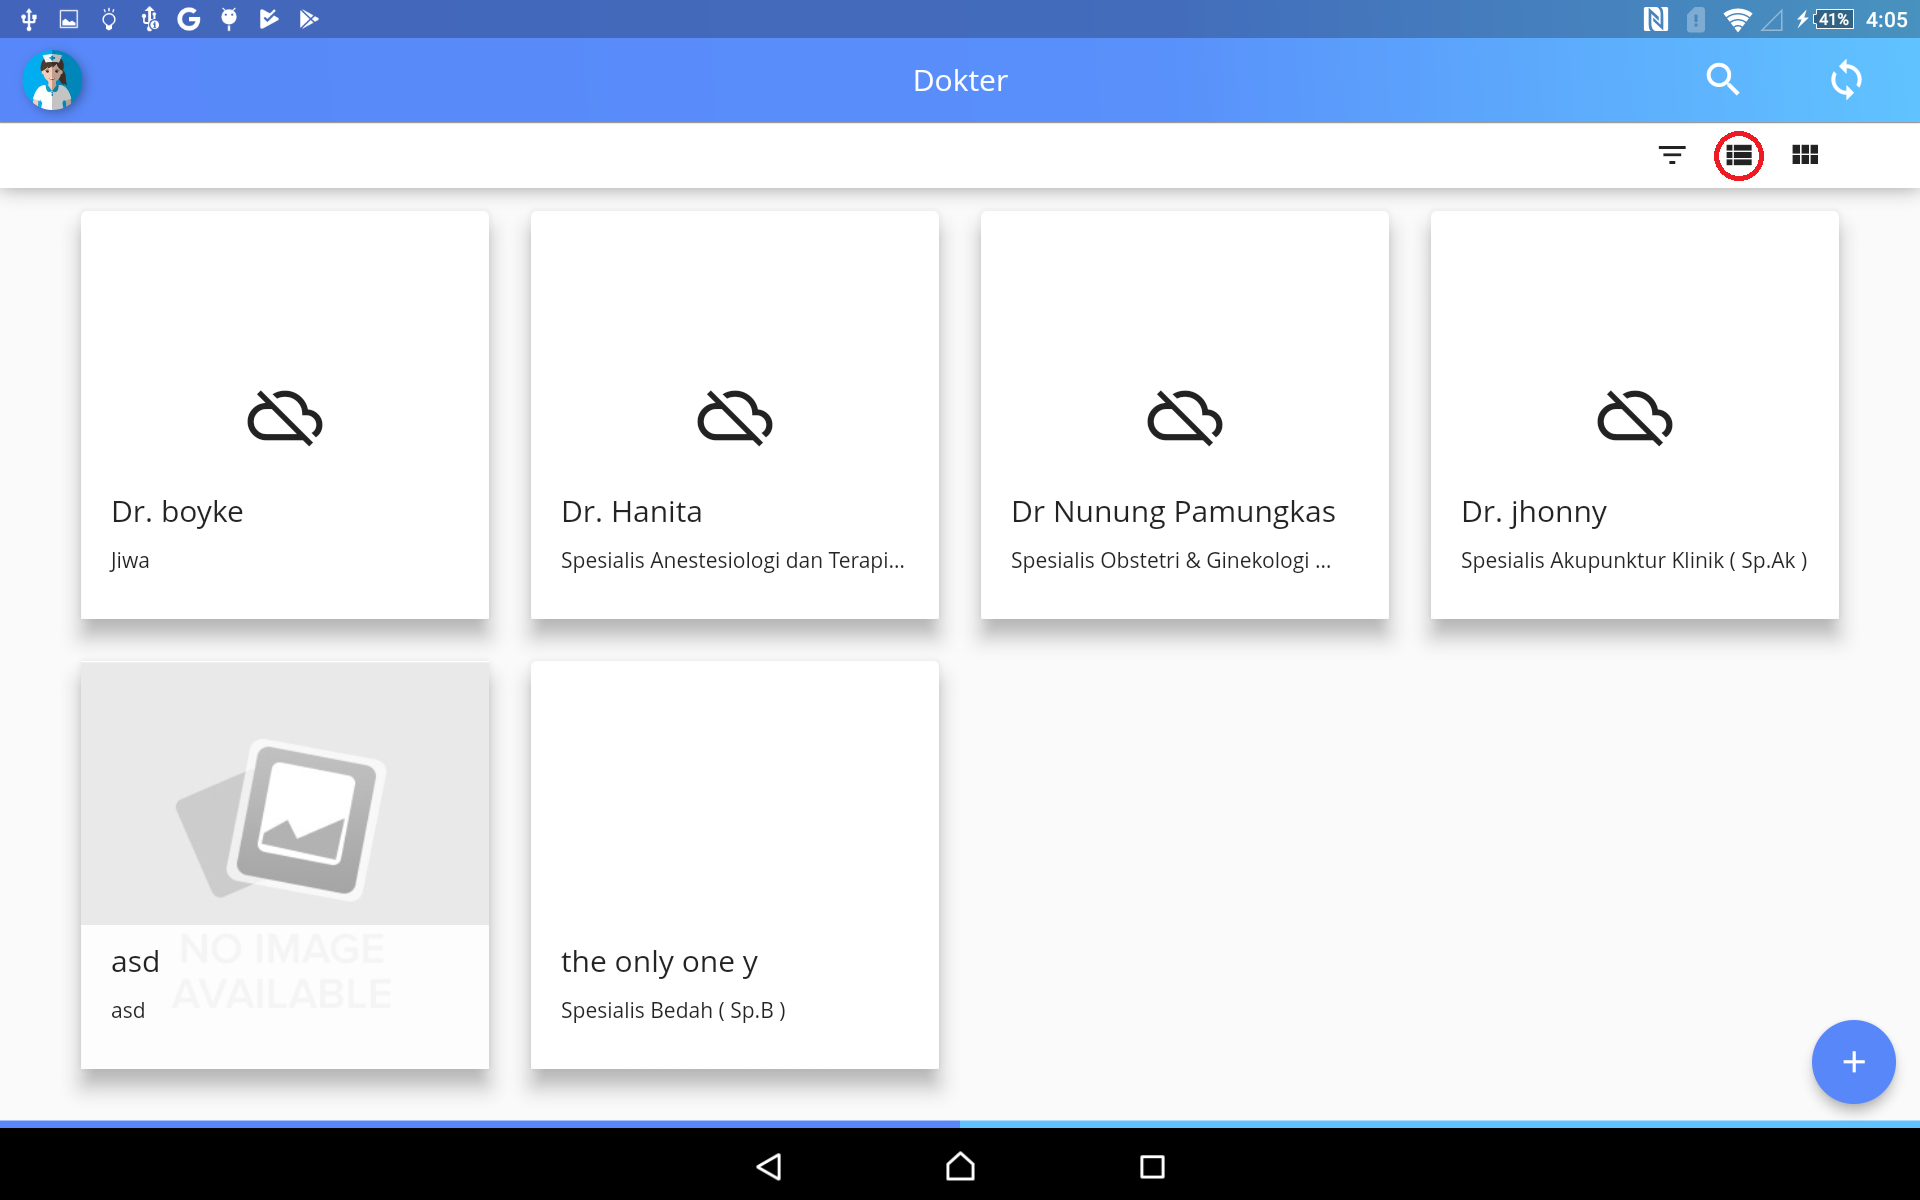 41% 4:05
Dokter
Dr. boyke
Jiwa
Dr. Hanita
Spesialis Anestesiologi dan Terapi...
Dr Nunung Pamungkas
Spesialis Obstetri & Ginekologi ...
Dr. jhonny
Spesialis Akupunktur Klinik ( Sp.Ak )
NO IMAGE
AVAILABLE
asd
asd
the only one y
Spesialis Bedah ( Sp.B )